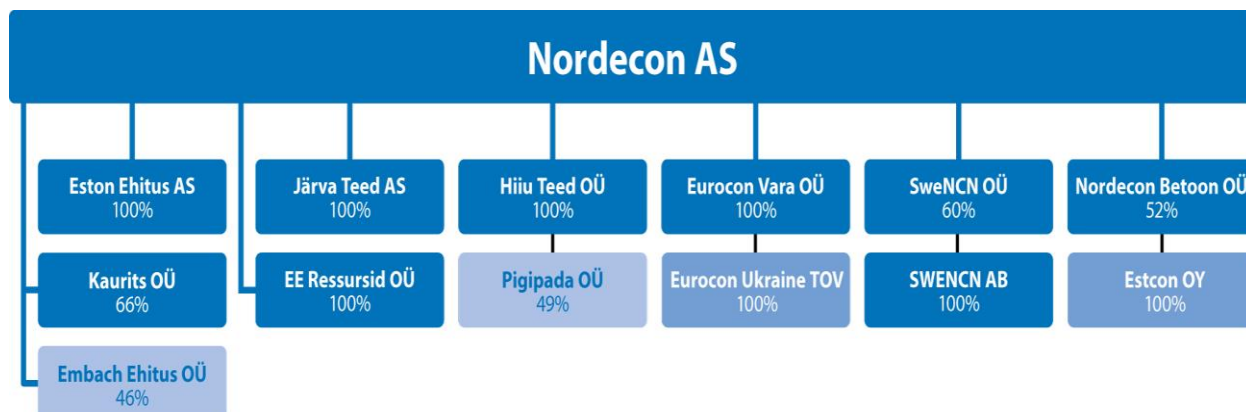 Nordecon AS
Eston Ehitus AS
100%
Järva Teed AS
100%
Hiiu Teed OÜ
100%
Eurocon Vara OÜ
100%
SweNCN OÜ
60%
Nordecon Betoon OÜ
52%
Kaurits OÜ
66%
EE Ressursid OÜ
100%
Pigipada OÜ
49%
Eurocon Ukraine TOV
100%
SWENCN AB
100%
Estcon OY
100%
Embach Ehitus OÜ
46%